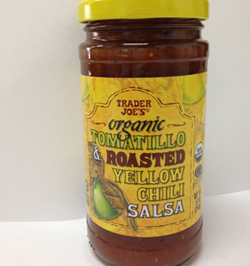 TRADER
JOE'S®
organic
TOMATILLO
& ROASTED
YELLOW
CHILI
SALSA